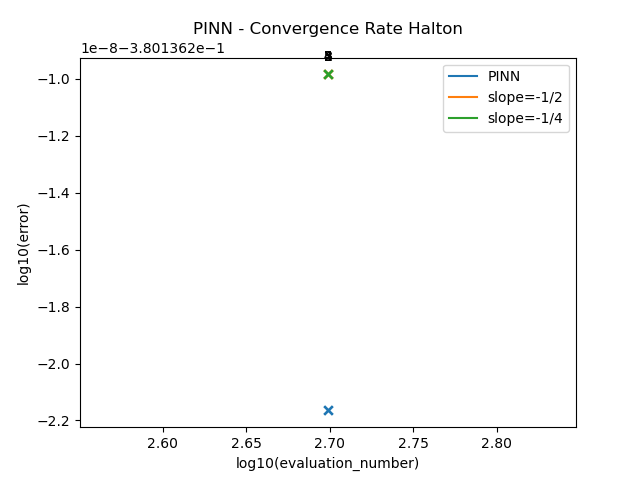 PINN - Convergence Rate Halton
1e−8−3.801362e−1
PINN
slope=-1/2
slope=-1/4
−1.0
−1.2
−1.4
−1.6
−1.8
−2.0
−2.2
log10(error)
2.60
2.65
2.70
2.75
2.80
log10(evaluation_number)